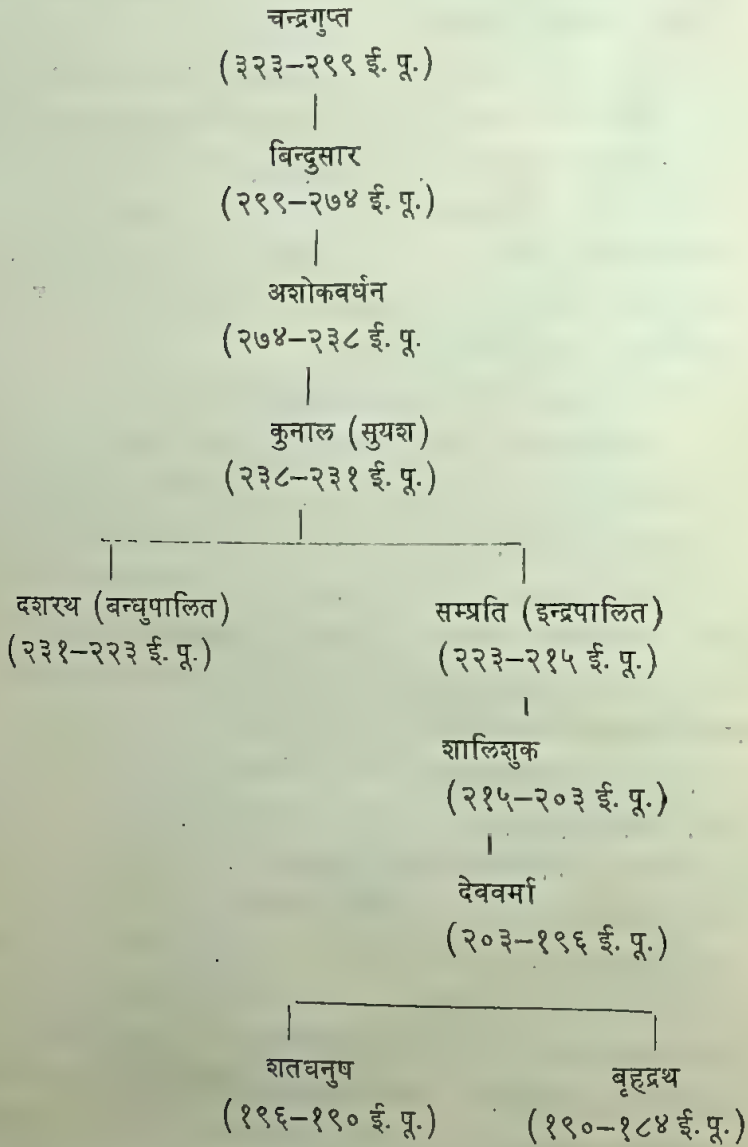 चन्द्रगुप्त
(३२३–२९९ ई. पू.)
बिन्दुसार
(२९९–२७४ ई. पू.)
अशोकवर्धन
(२७४–२३८ ई. पू.
कुनाल (सुयश)
(२३८–२३१ ई. पू.)
दशरथ (बन्धुपालित) सम्प्रति (इन्द्रपालित)
(२३१–२२३ ई. पू.) (२२३–२१५ ई. पू.)
शालिशुक
(२१५–२०३ ई. पू.)
देववर्मा
(२०३–१९६ ई. पू.)
शतधनुष बृहद्रथ
(१९६–१९० ई. पू.) (१९०–१८४ ई. पू.)